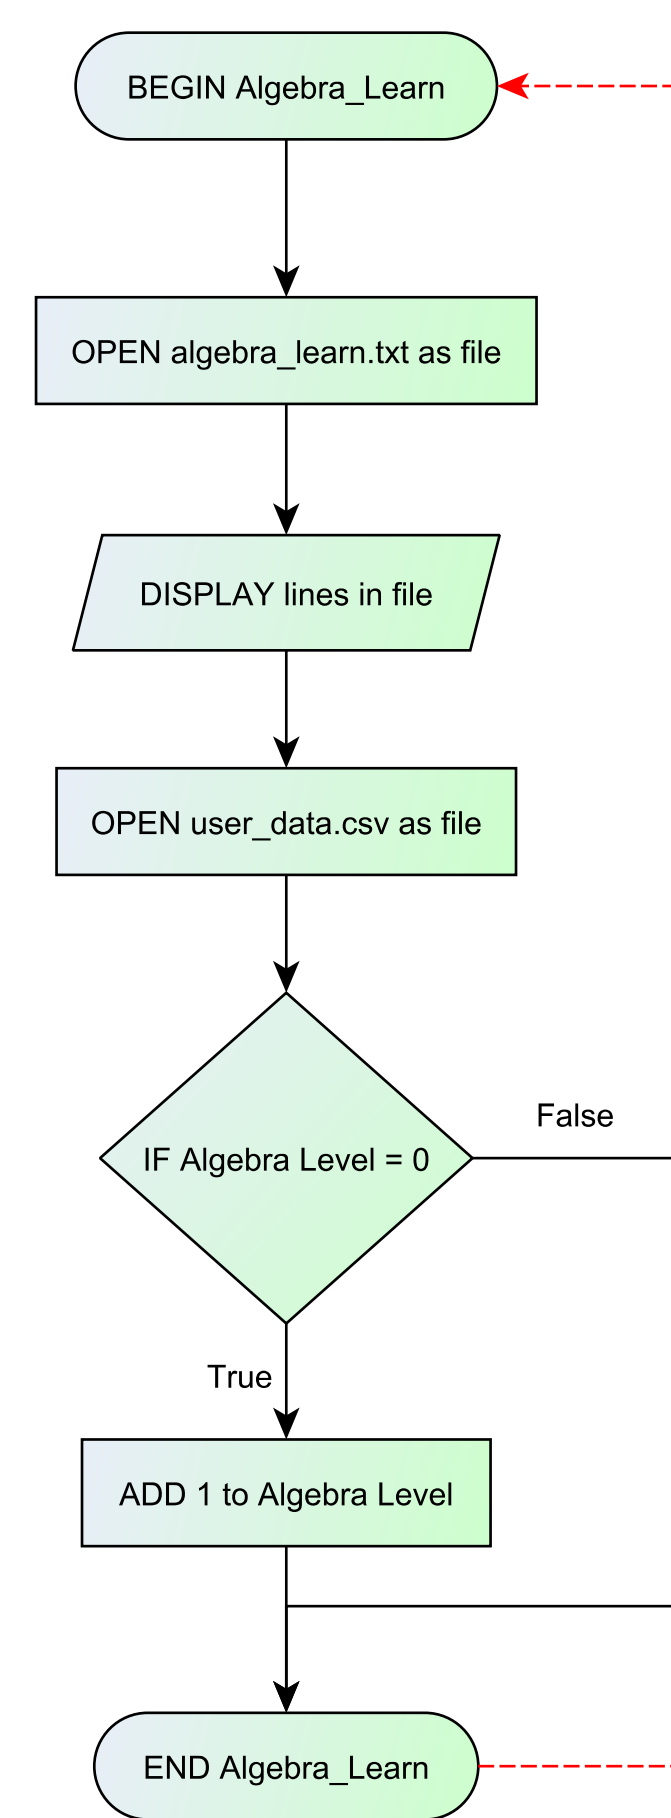 BEGIN Algebra_Learn
OPEN algebra_learn.txt as file
DISPLAY lines in file
OPEN user_data.csv as file
False
IF Algebra Level = 0
True
ADD 1 to Algebra Level
END Algebra_Learn